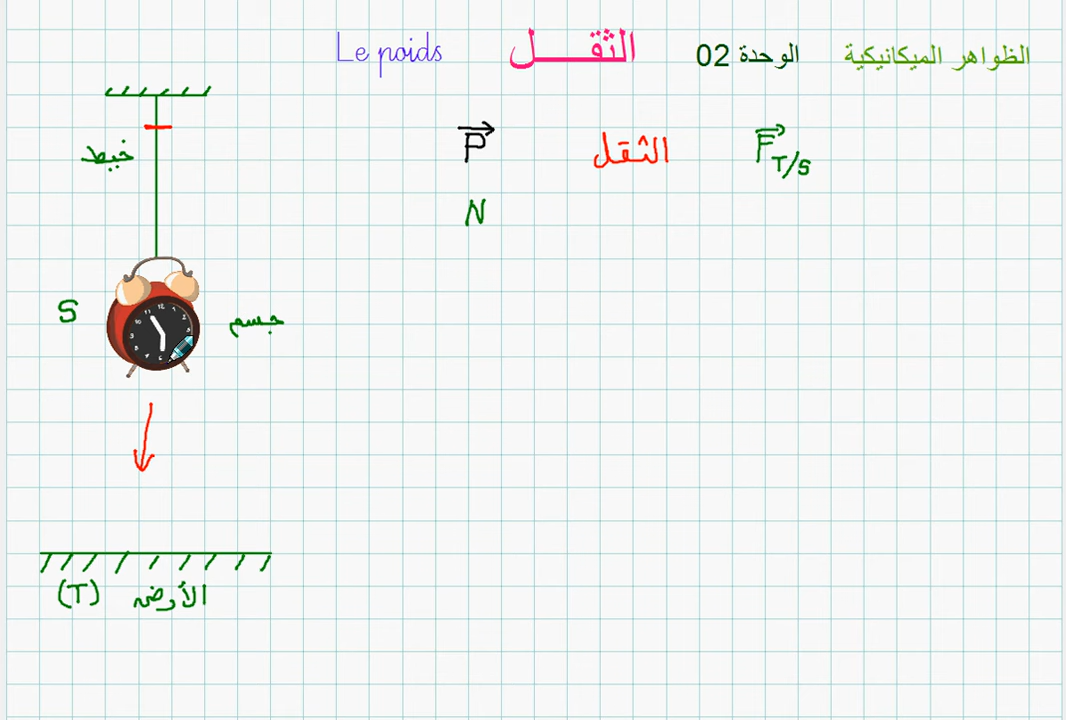 الظواهر الميكانيكية الوحدة 02 الثقـــل Le poids
F T/S الثقل P
N
خيط
S جسم
الأرض (T)